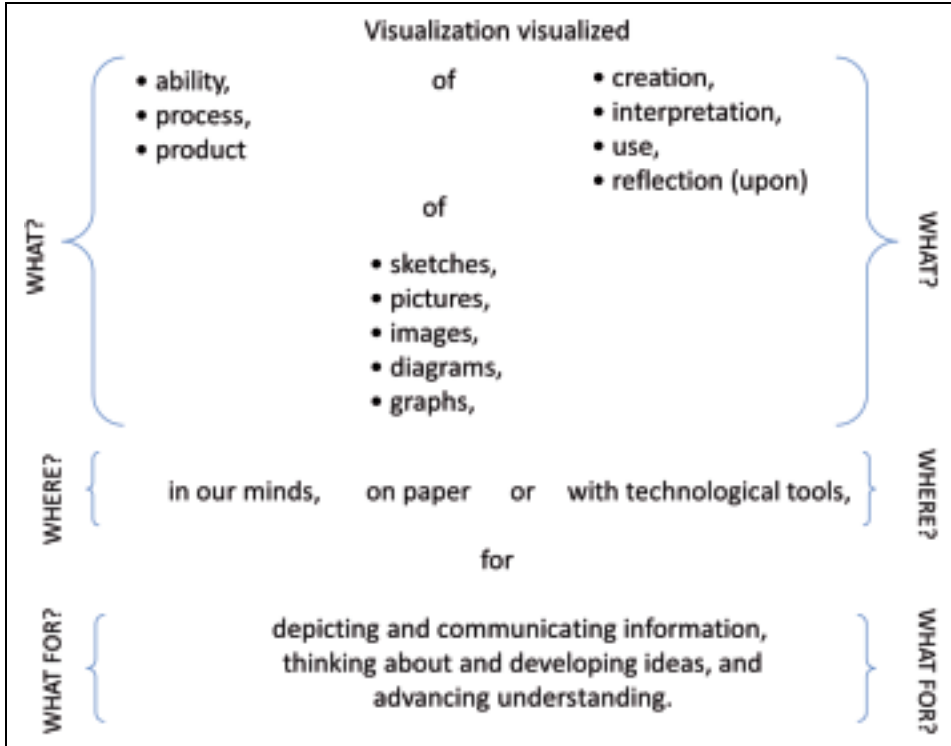 Visualization visualized
WHAT?
• ability,
• process,
• product
of
• creation,
• interpretation,
• use,
• reflection (upon)
WHAT?
of
• sketches,
• pictures,
• images,
• diagrams,
• graphs,
WHERE?
in our minds, on paper or with technological tools,
WHERE?
for
WHAT FOR?
depicting and communicating information,
thinking about and developing ideas, and
advancing understanding.
WHAT FOR?